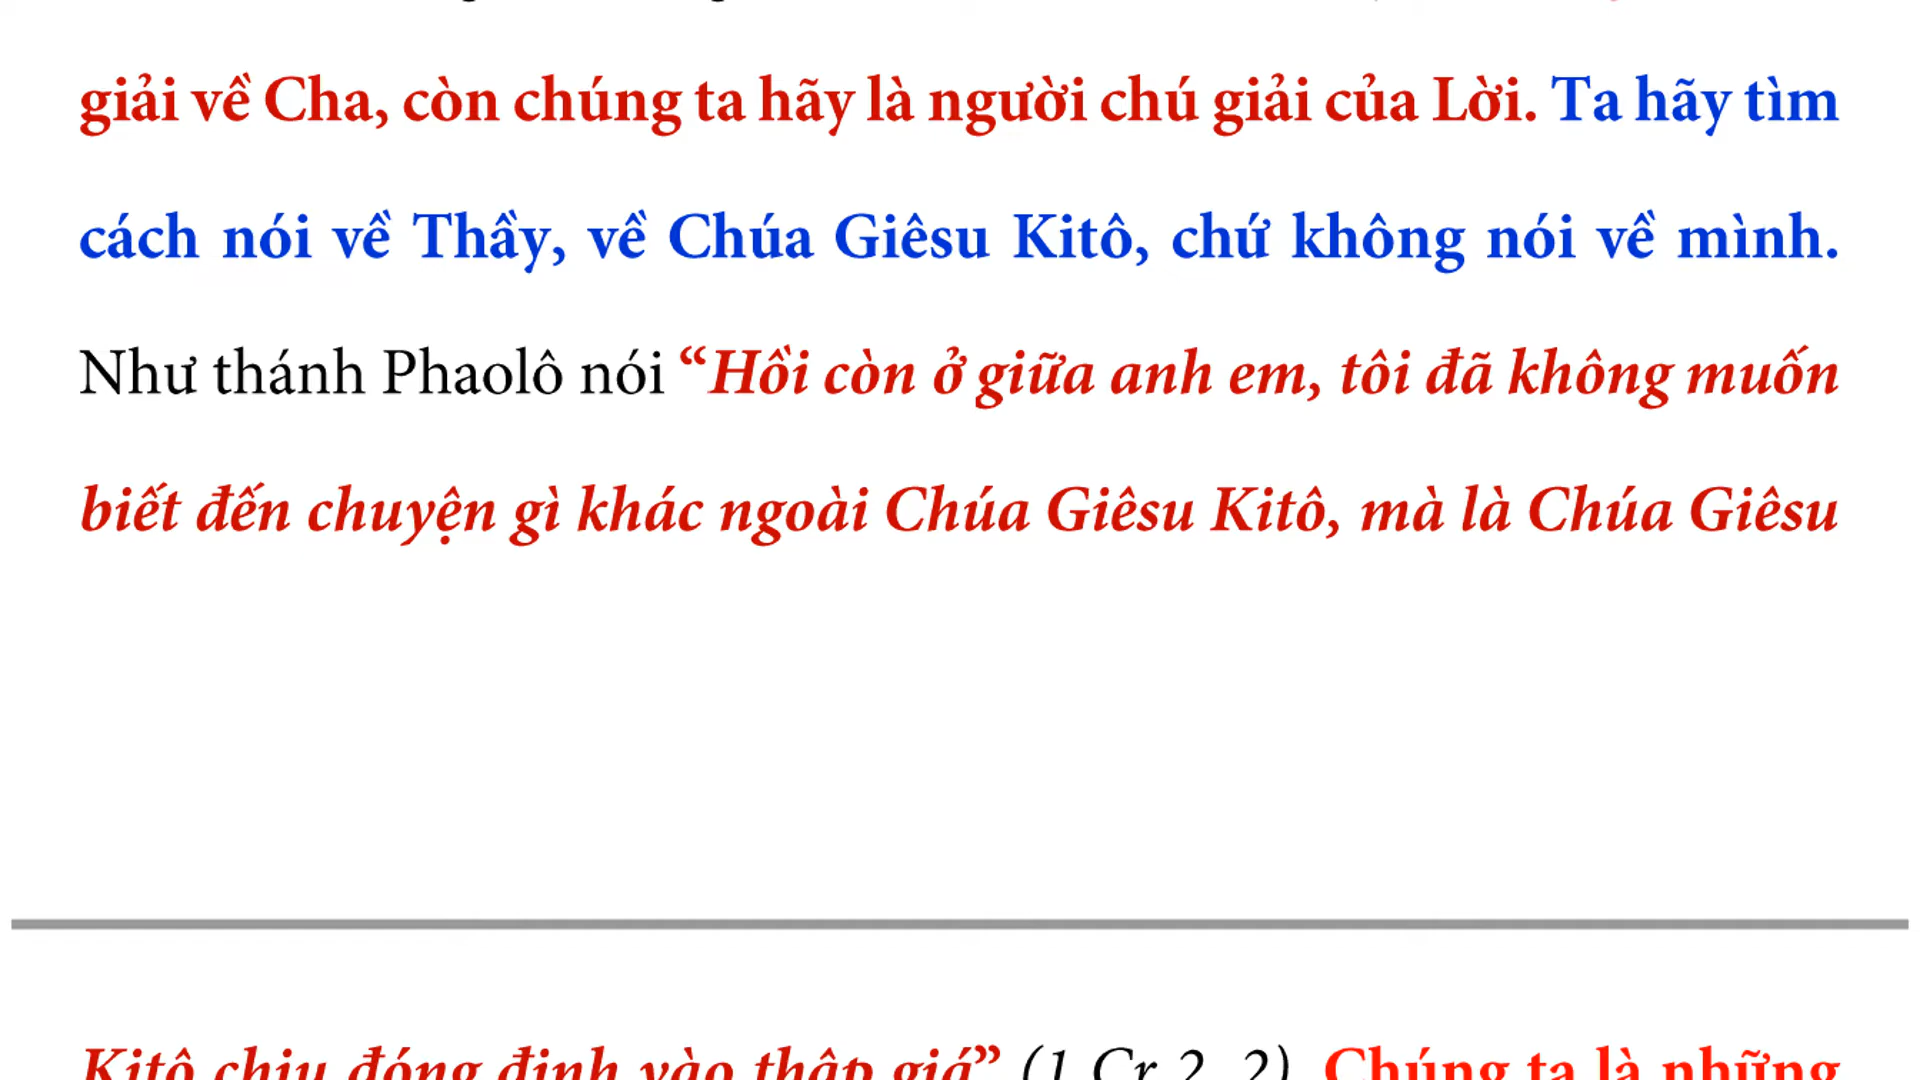 giải về Cha, còn chúng ta hãy là người chú giải của Lời. Ta hãy tìm
cách nói về Thầy, về Chúa Giêsu Kitô, chứ không nói về mình.
Như thánh Phaolô nói “Hồi còn ở giữa anh em, tôi đã không muốn
biết đến chuyện gì khác ngoài Chúa Giêsu Kitô, mà là Chúa Giêsu
Kitô chịu đóng đinh vào thập giá” (1 Cr 2, 2). Chúng ta là những